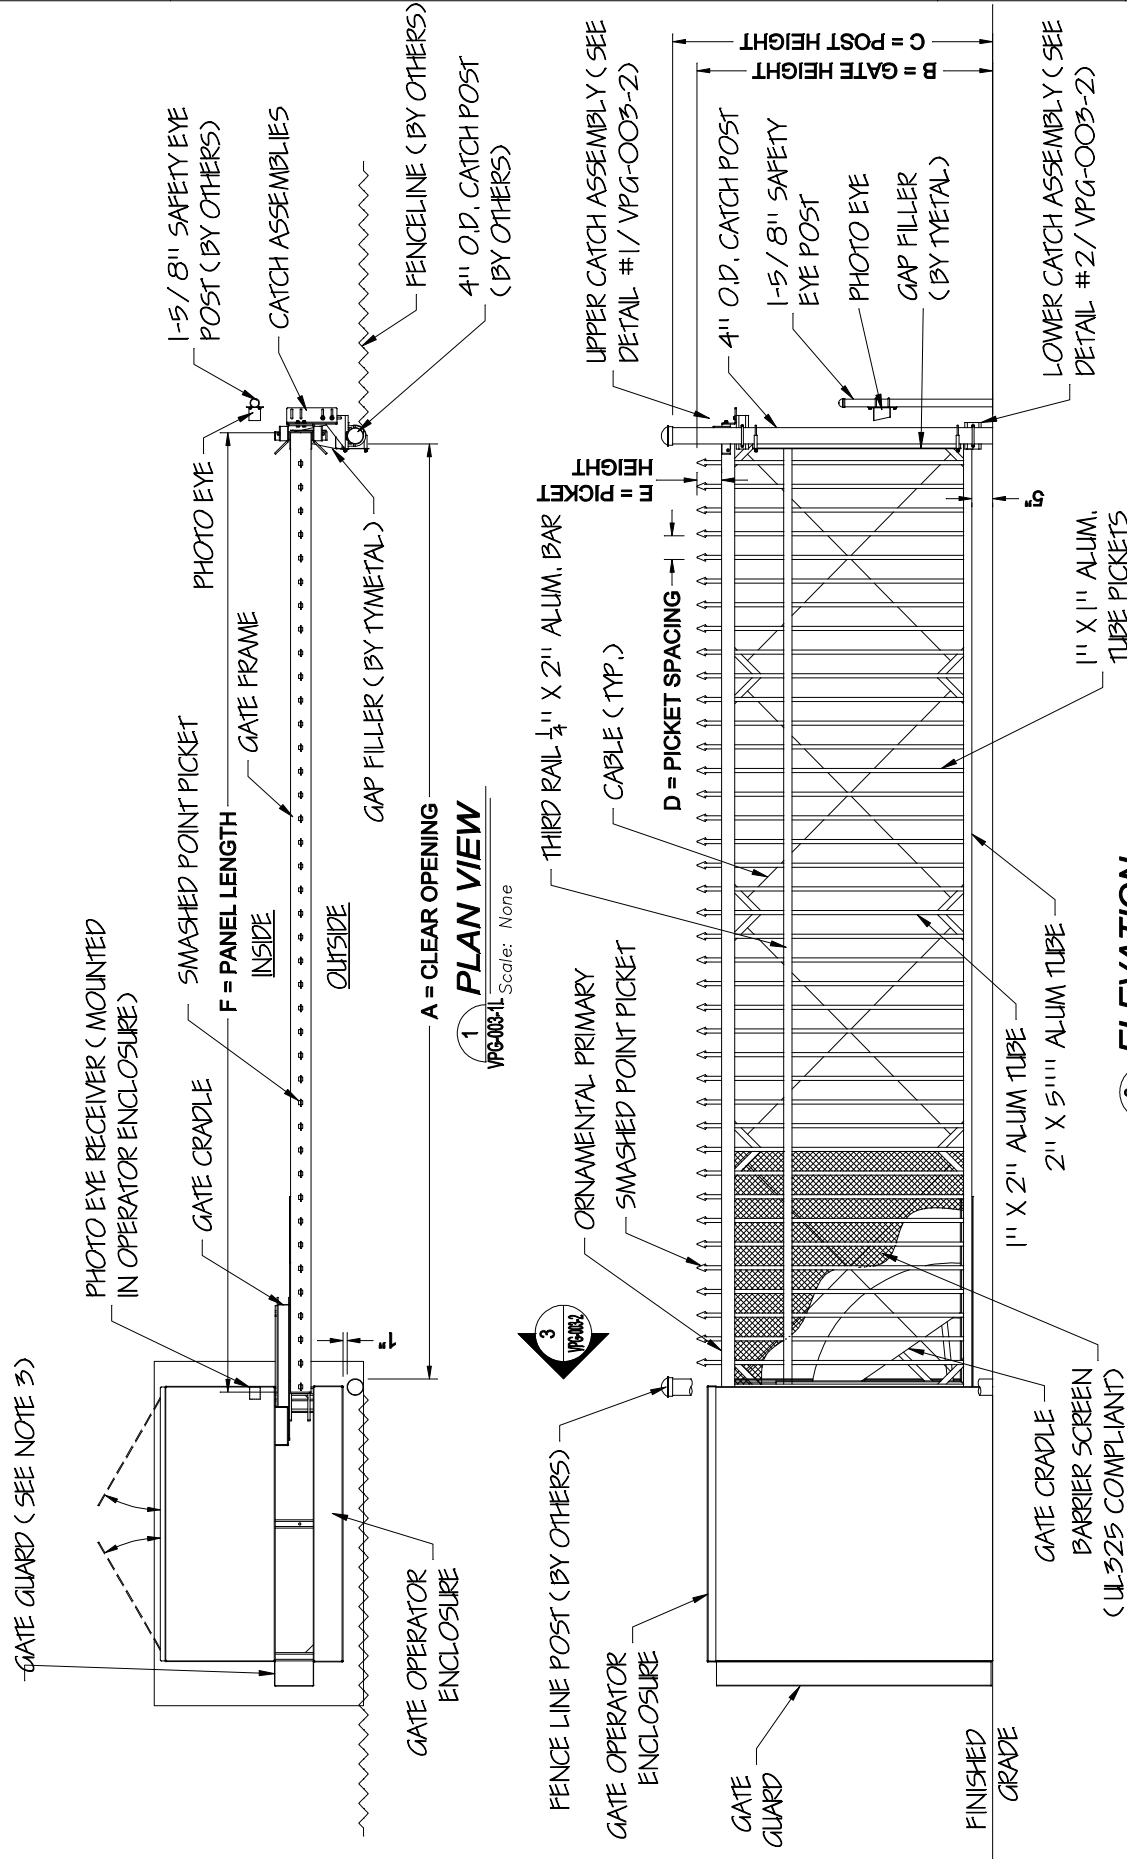 GATE GUARD (SEE NOTE 3)
PHOTO EYE RECEIVER (MOUNTED
IN OPERATOR ENCLOSURE)
GATE CRADLE
SMASHED POINT PICKET
F = PANEL LENGTH
INSIDE
GATE FRAME
PHOTO EYE
1-5/8" SAFETY EYE
POST (BY OTHERS)
CATCH ASSEMBLIES
FENCELINE (BY OTHERS)
4" O.D. CATCH POST
(BY OTHERS)
GAP FILLER (BY TYMETAL)
OUTSIDE
1"
A = CLEAR OPENING
GATE OPERATOR
ENCLOSURE
1
VPG-003-1L
PLAN VIEW
Scale: None
FENCE LINE POST (BY OTHERS)
GATE OPERATOR
ENCLOSURE
GATE
GUARD
FINISHED
GRADE
3
VPG-003-2
ORNAMENTAL PRIMARY
SMASHED POINT PICKET
THIRD RAIL 1/4" X 2" ALUM. BAR
CABLE (TYP.)
D = PICKET SPACING
E = PICKET
HEIGHT
UPPER CATCH ASSEMBLY (SEE
DETAIL #1/ VPG-003-2)
C = POST HEIGHT
B = GATE HEIGHT
4" O.D. CATCH POST
1-5/8" SAFETY
EYE POST
PHOTO EYE
GAP FILLER
(BY TYETAL)
LOWER CATCH ASSEMBLY (SEE
DETAIL #2/ VPG-003-2)
5"
1" X 1" ALUM.
TUBE PICKETS
2" X 5"" ALUM TUBE
1" X 2" ALUM TUBE
GATE CRADLE
BARRIER SCREEN
(UL325 COMPLIANT)
ELEVATION